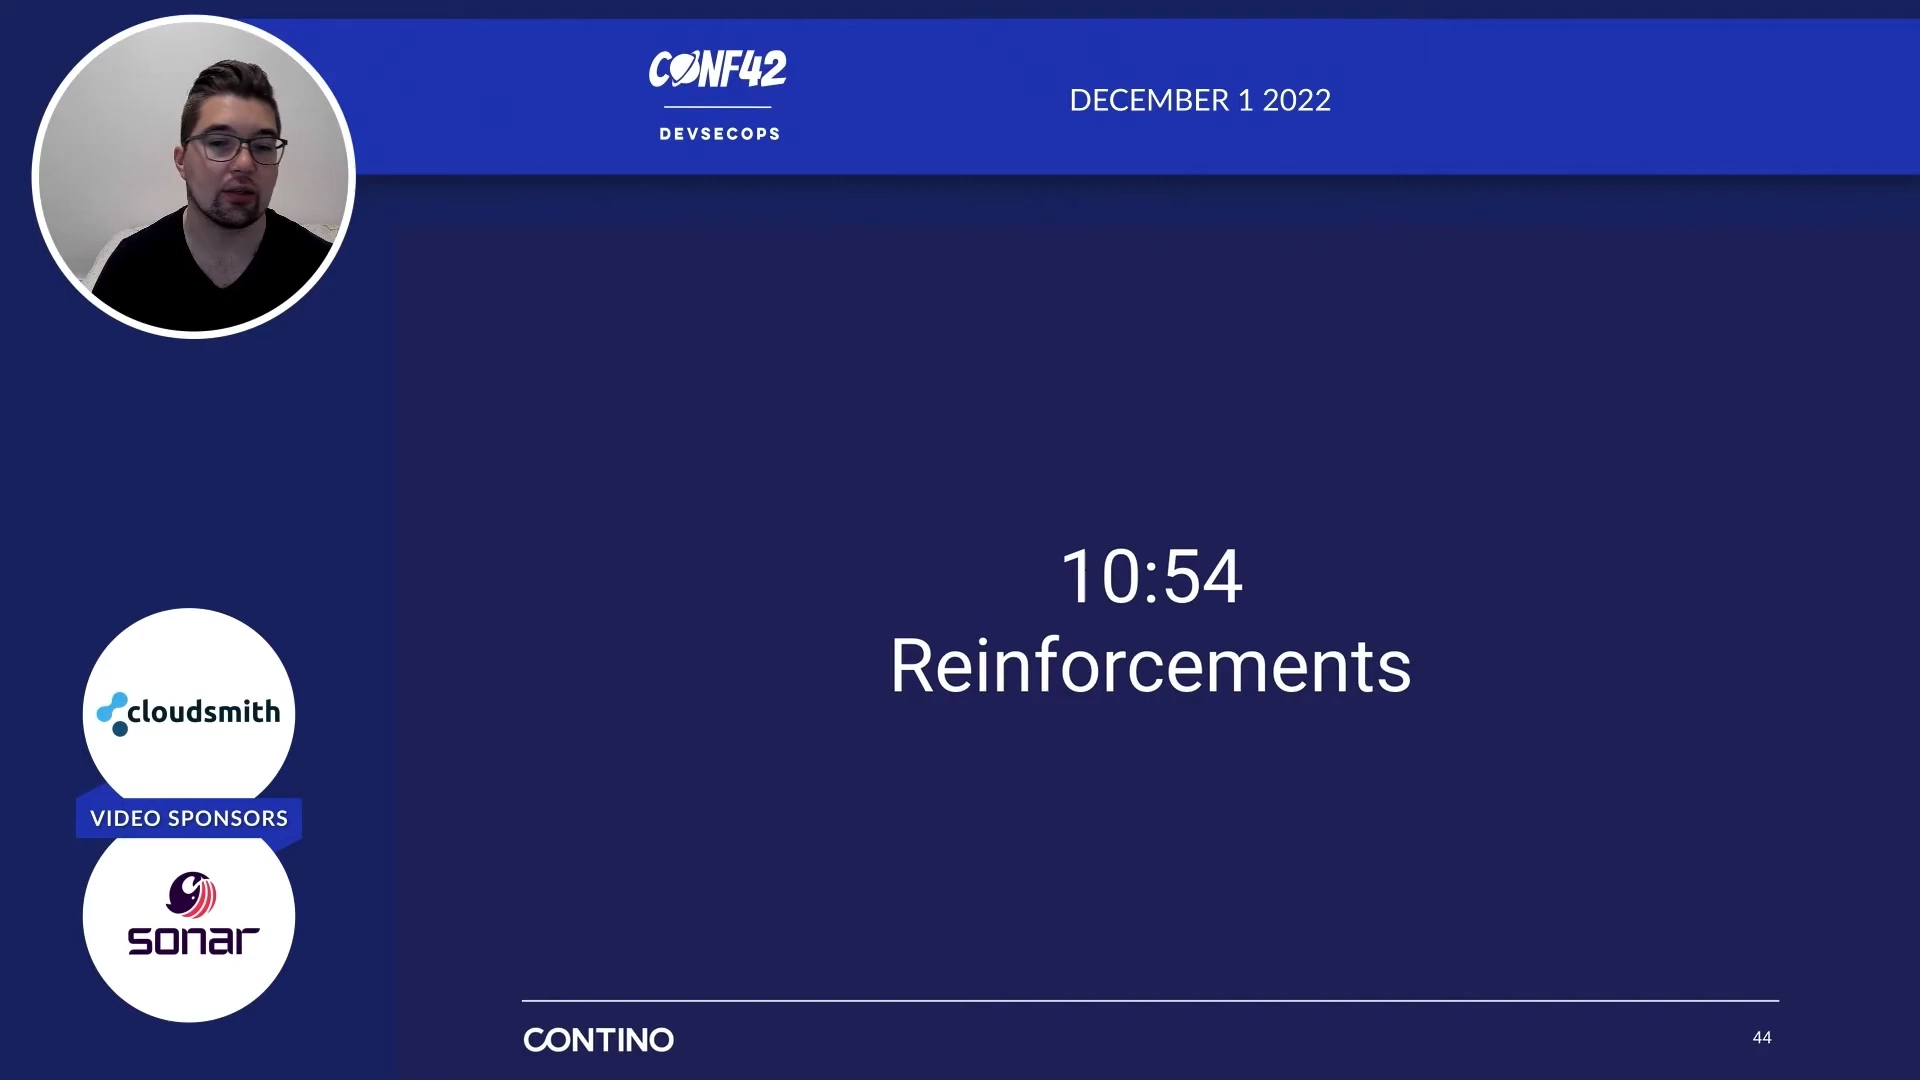 CONF42
DEVSECOPS
DECEMBER 1 2022
10:54
Reinforcements
cloudsmith
VIDEO SPONSORS
sonar
CONTINO
44